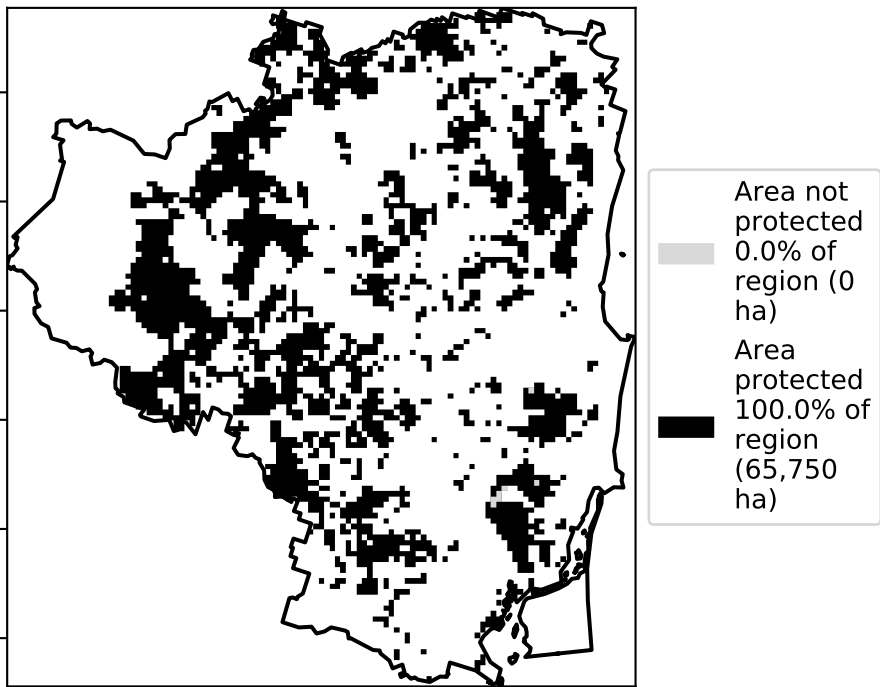 Area not
protected
0.0% of
region (0
ha)
Area
protected
100.0% of
region
(65,750
ha)